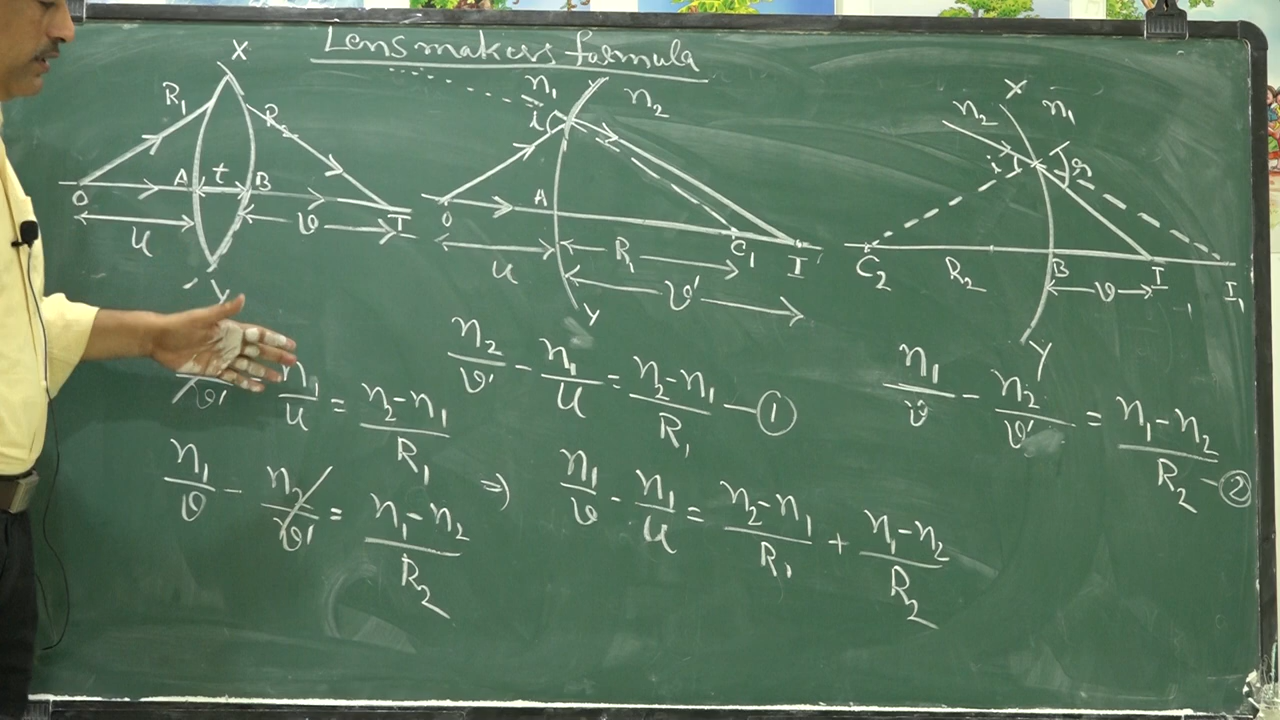 Lensmakers formula
X
R₁
R₂
A
t
B
O
I
u
v
Y
n₁
n₂
i
A
O
C₁
I
u
R₁
v'
Y
X
n₂
n₁
i
r
C₂
R₂
B
I
I₁
v
Y
n₂/v' - n₁/u = (n₂-n₁)/R₁ — ①
n₁/v - n₂/v' = (n₁-n₂)/R₂ - ②
/v' n₁/u = (n₂-n₁)/R₁
n₁/v - n₂/v' = (n₁-n₂)/R₂
⇒ n₁/v - n₁/u = (n₂-n₁)/R₁ + (n₁-n₂)/R₂